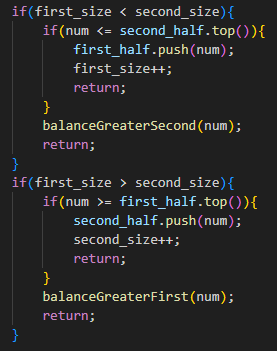 if(first_size < second_size){
    if(num <= second_half.top()){
        first_half.push(num);
        first_size++;
        return;
    }
    balanceGreaterSecond(num);
    return;
}
if(first_size > second_size){
    if(num >= first_half.top()){
        second_half.push(num);
        second_size++;
        return;
    }
    balanceGreaterFirst(num);
    return;
}